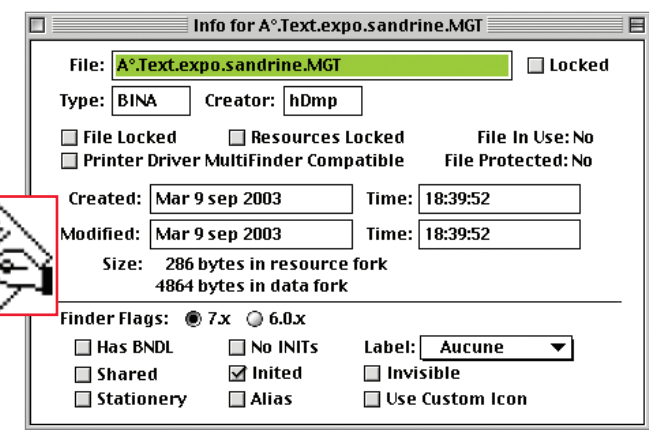 Info for A°.Text.expo.sandrine.MGT
File: A°.Text.expo.sandrine.MGT Locked
Type: BINA Creator: hDmp
File Locked Resources Locked File In Use: No
Printer Driver MultiFinder Compatible File Protected: No
Created: Mar 9 sep 2003 Time: 18:39:52
Modified: Mar 9 sep 2003 Time: 18:39:52
Size: 286 bytes in resource fork
4864 bytes in data fork
Finder Flags: 7.x 6.0.x
Has BNDL No INITs Label: Aucune
Shared Inited Invisible
Stationery Alias Use Custom Icon